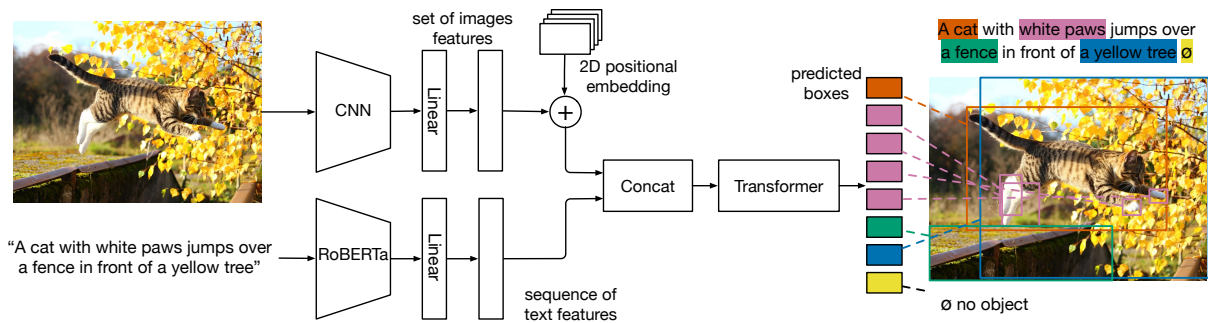 set of images
features
2D positional
embedding
CNN
Linear
+
"A cat with white paws jumps over
a fence in front of a yellow tree"
RoBERTa
Linear
sequence of
text features
Concat
Transformer
predicted
boxes
A cat with white paws jumps over
a fence in front of a yellow tree ø
ø no object